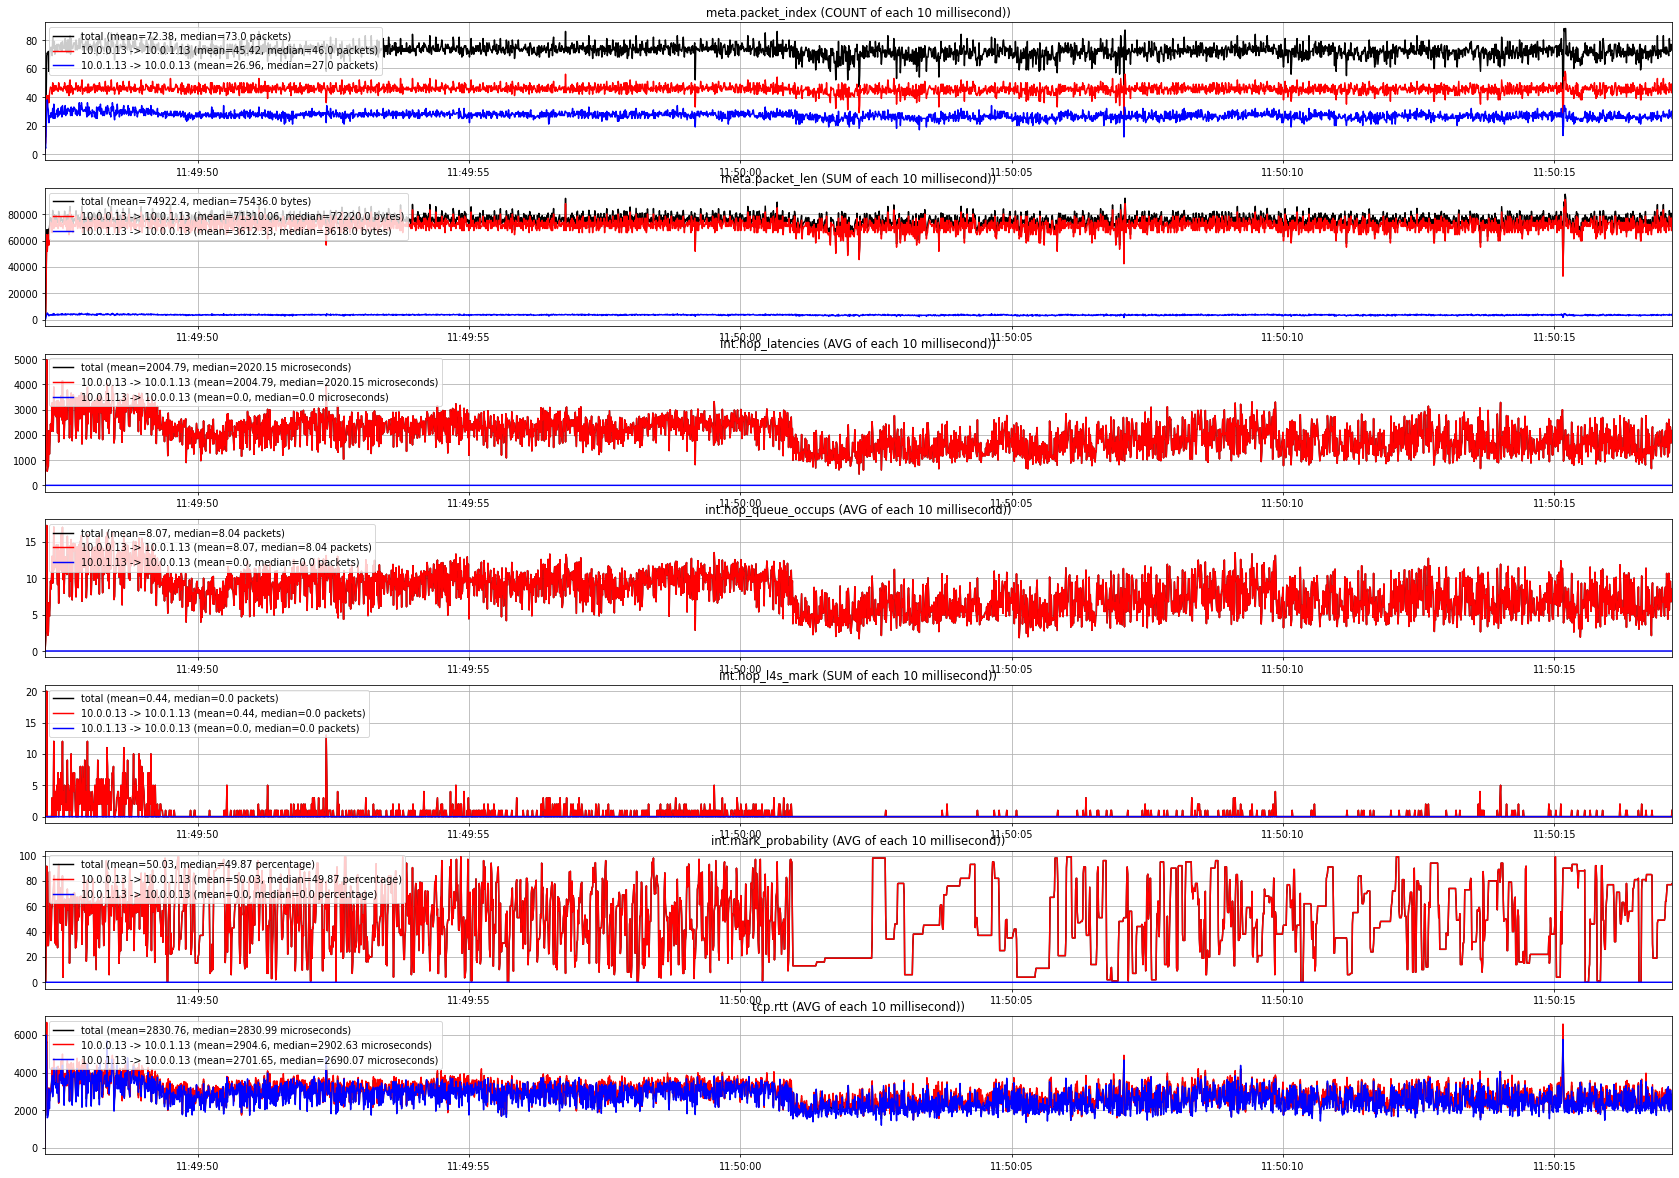 meta.packet_index (COUNT of each 10 millisecond))
total (mean=72.38, median=73.0 packets)
10.0.0.13 -> 10.0.1.13 (mean=45.42, median=46.0 packets)
10.0.1.13 -> 10.0.0.13 (mean=26.96, median=27.0 packets)
80
60
40
20
0
11:49:50 11:49:55 11:50:00 11:50:05 11:50:10 11:50:15
meta.packet_len (SUM of each 10 millisecond))
total (mean=74922.4, median=75436.0 bytes)
10.0.0.13 -> 10.0.1.13 (mean=71310.06, median=72220.0 bytes)
10.0.1.13 -> 10.0.0.13 (mean=3612.33, median=3618.0 bytes)
80000
60000
40000
20000
0
11:49:50 11:49:55 11:50:00 11:50:05 11:50:10 11:50:15
int.hop_latencies (AVG of each 10 millisecond))
total (mean=2004.79, median=2020.15 microseconds)
10.0.0.13 -> 10.0.1.13 (mean=2004.79, median=2020.15 microseconds)
10.0.1.13 -> 10.0.0.13 (mean=0.0, median=0.0 microseconds)
5000
4000
3000
2000
1000
0
11:49:50 11:49:55 11:50:00 11:50:05 11:50:10 11:50:15
int.hop_queue_occups (AVG of each 10 millisecond))
total (mean=8.07, median=8.04 packets)
10.0.0.13 -> 10.0.1.13 (mean=8.07, median=8.04 packets)
10.0.1.13 -> 10.0.0.13 (mean=0.0, median=0.0 packets)
15
10
5
0
11:49:50 11:49:55 11:50:00 11:50:05 11:50:10 11:50:15
int.hop_l4s_mark (SUM of each 10 millisecond))
total (mean=0.44, median=0.0 packets)
10.0.0.13 -> 10.0.1.13 (mean=0.44, median=0.0 packets)
10.0.1.13 -> 10.0.0.13 (mean=0.0, median=0.0 packets)
20
15
10
5
0
11:49:50 11:49:55 11:50:00 11:50:05 11:50:10 11:50:15
int.mark_probability (AVG of each 10 millisecond))
total (mean=50.03, median=49.87 percentage)
10.0.0.13 -> 10.0.1.13 (mean=50.03, median=49.87 percentage)
10.0.1.13 -> 10.0.0.13 (mean=0.0, median=0.0 percentage)
100
80
60
40
20
0
11:49:50 11:49:55 11:50:00 11:50:05 11:50:10 11:50:15
tcp.rtt (AVG of each 10 millisecond))
total (mean=2830.76, median=2830.99 microseconds)
10.0.0.13 -> 10.0.1.13 (mean=2904.6, median=2902.63 microseconds)
10.0.1.13 -> 10.0.0.13 (mean=2701.65, median=2690.07 microseconds)
6000
4000
2000
0
11:49:50 11:49:55 11:50:00 11:50:05 11:50:10 11:50:15